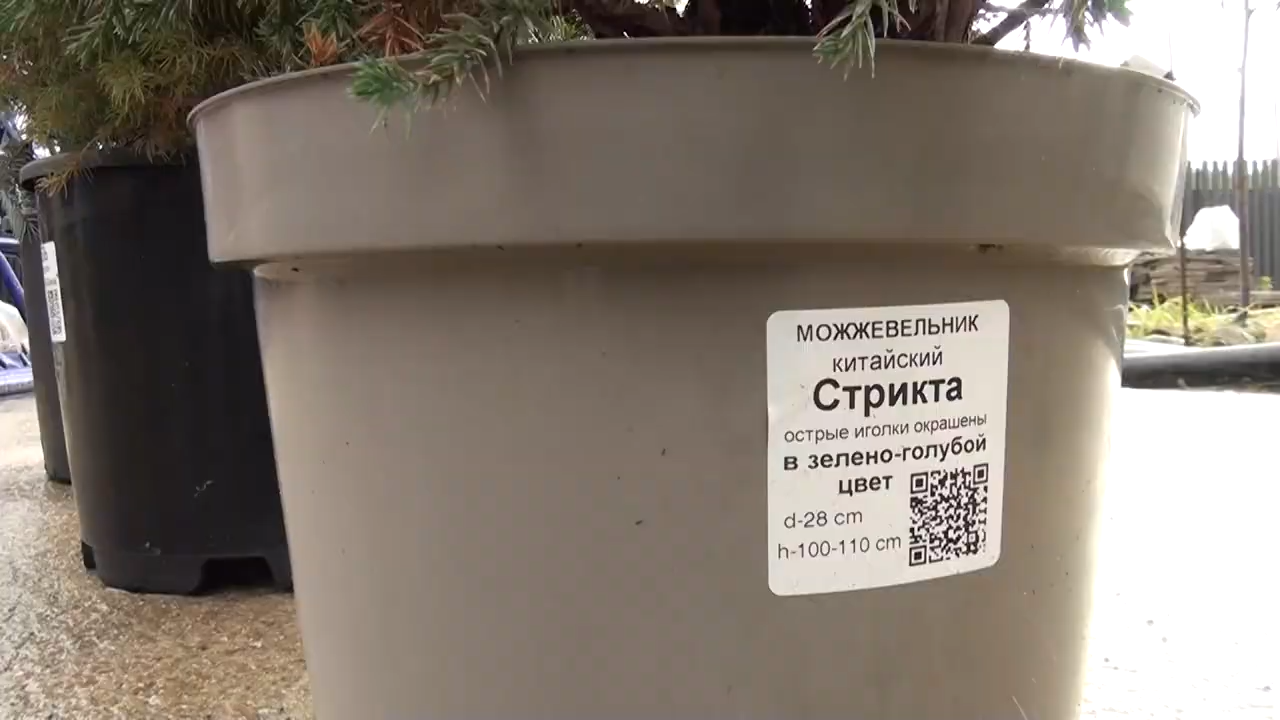 МОЖЖЕВЕЛЬНИК
китайский
Стрикта
острые иголки окрашены
в зелено-голубой
цвет
d-28 cm
h-100-110 cm